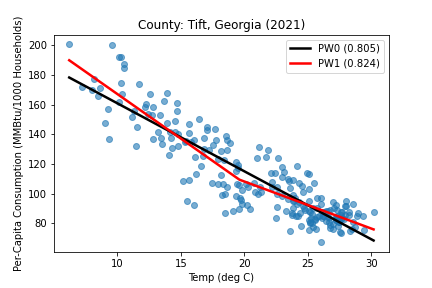 County: Tift, Georgia (2021)
PW0 (0.805)
PW1 (0.824)
Per-Capita Consumption (MMBtu/1000 Households)
200
180
160
140
120
100
80
10 15 20 25 30
Temp (deg C)